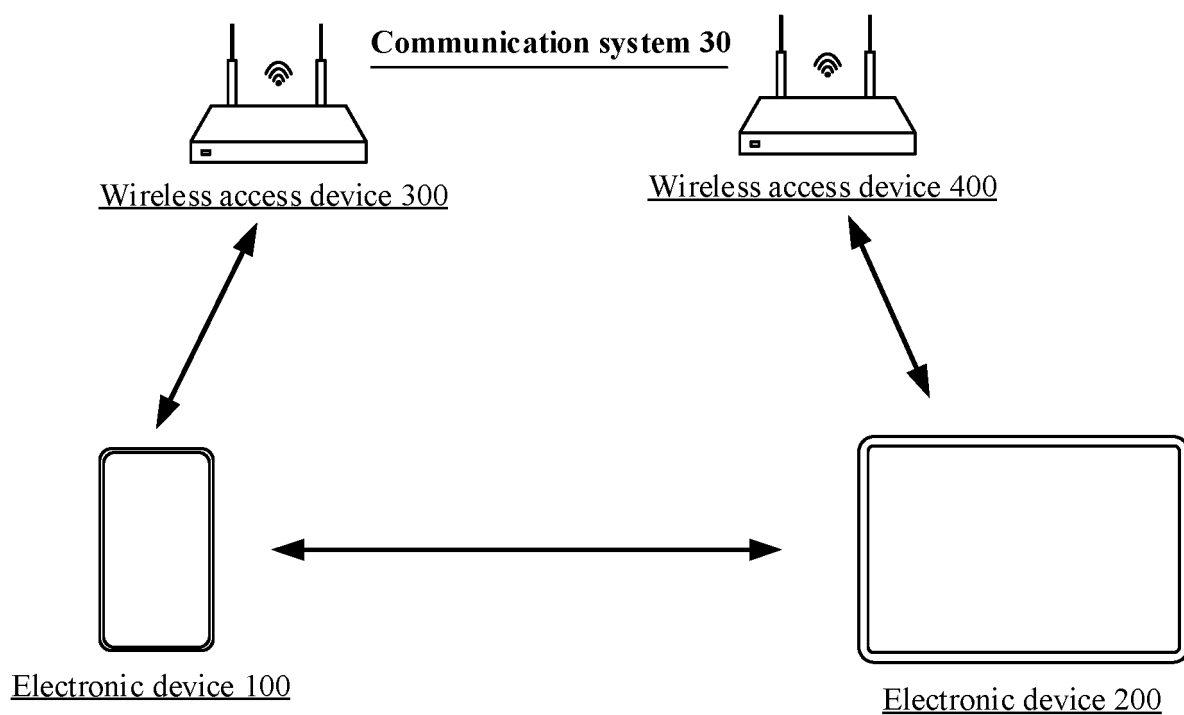 Communication system 30
Wireless access device 300
Wireless access device 400
Electronic device 100
Electronic device 200